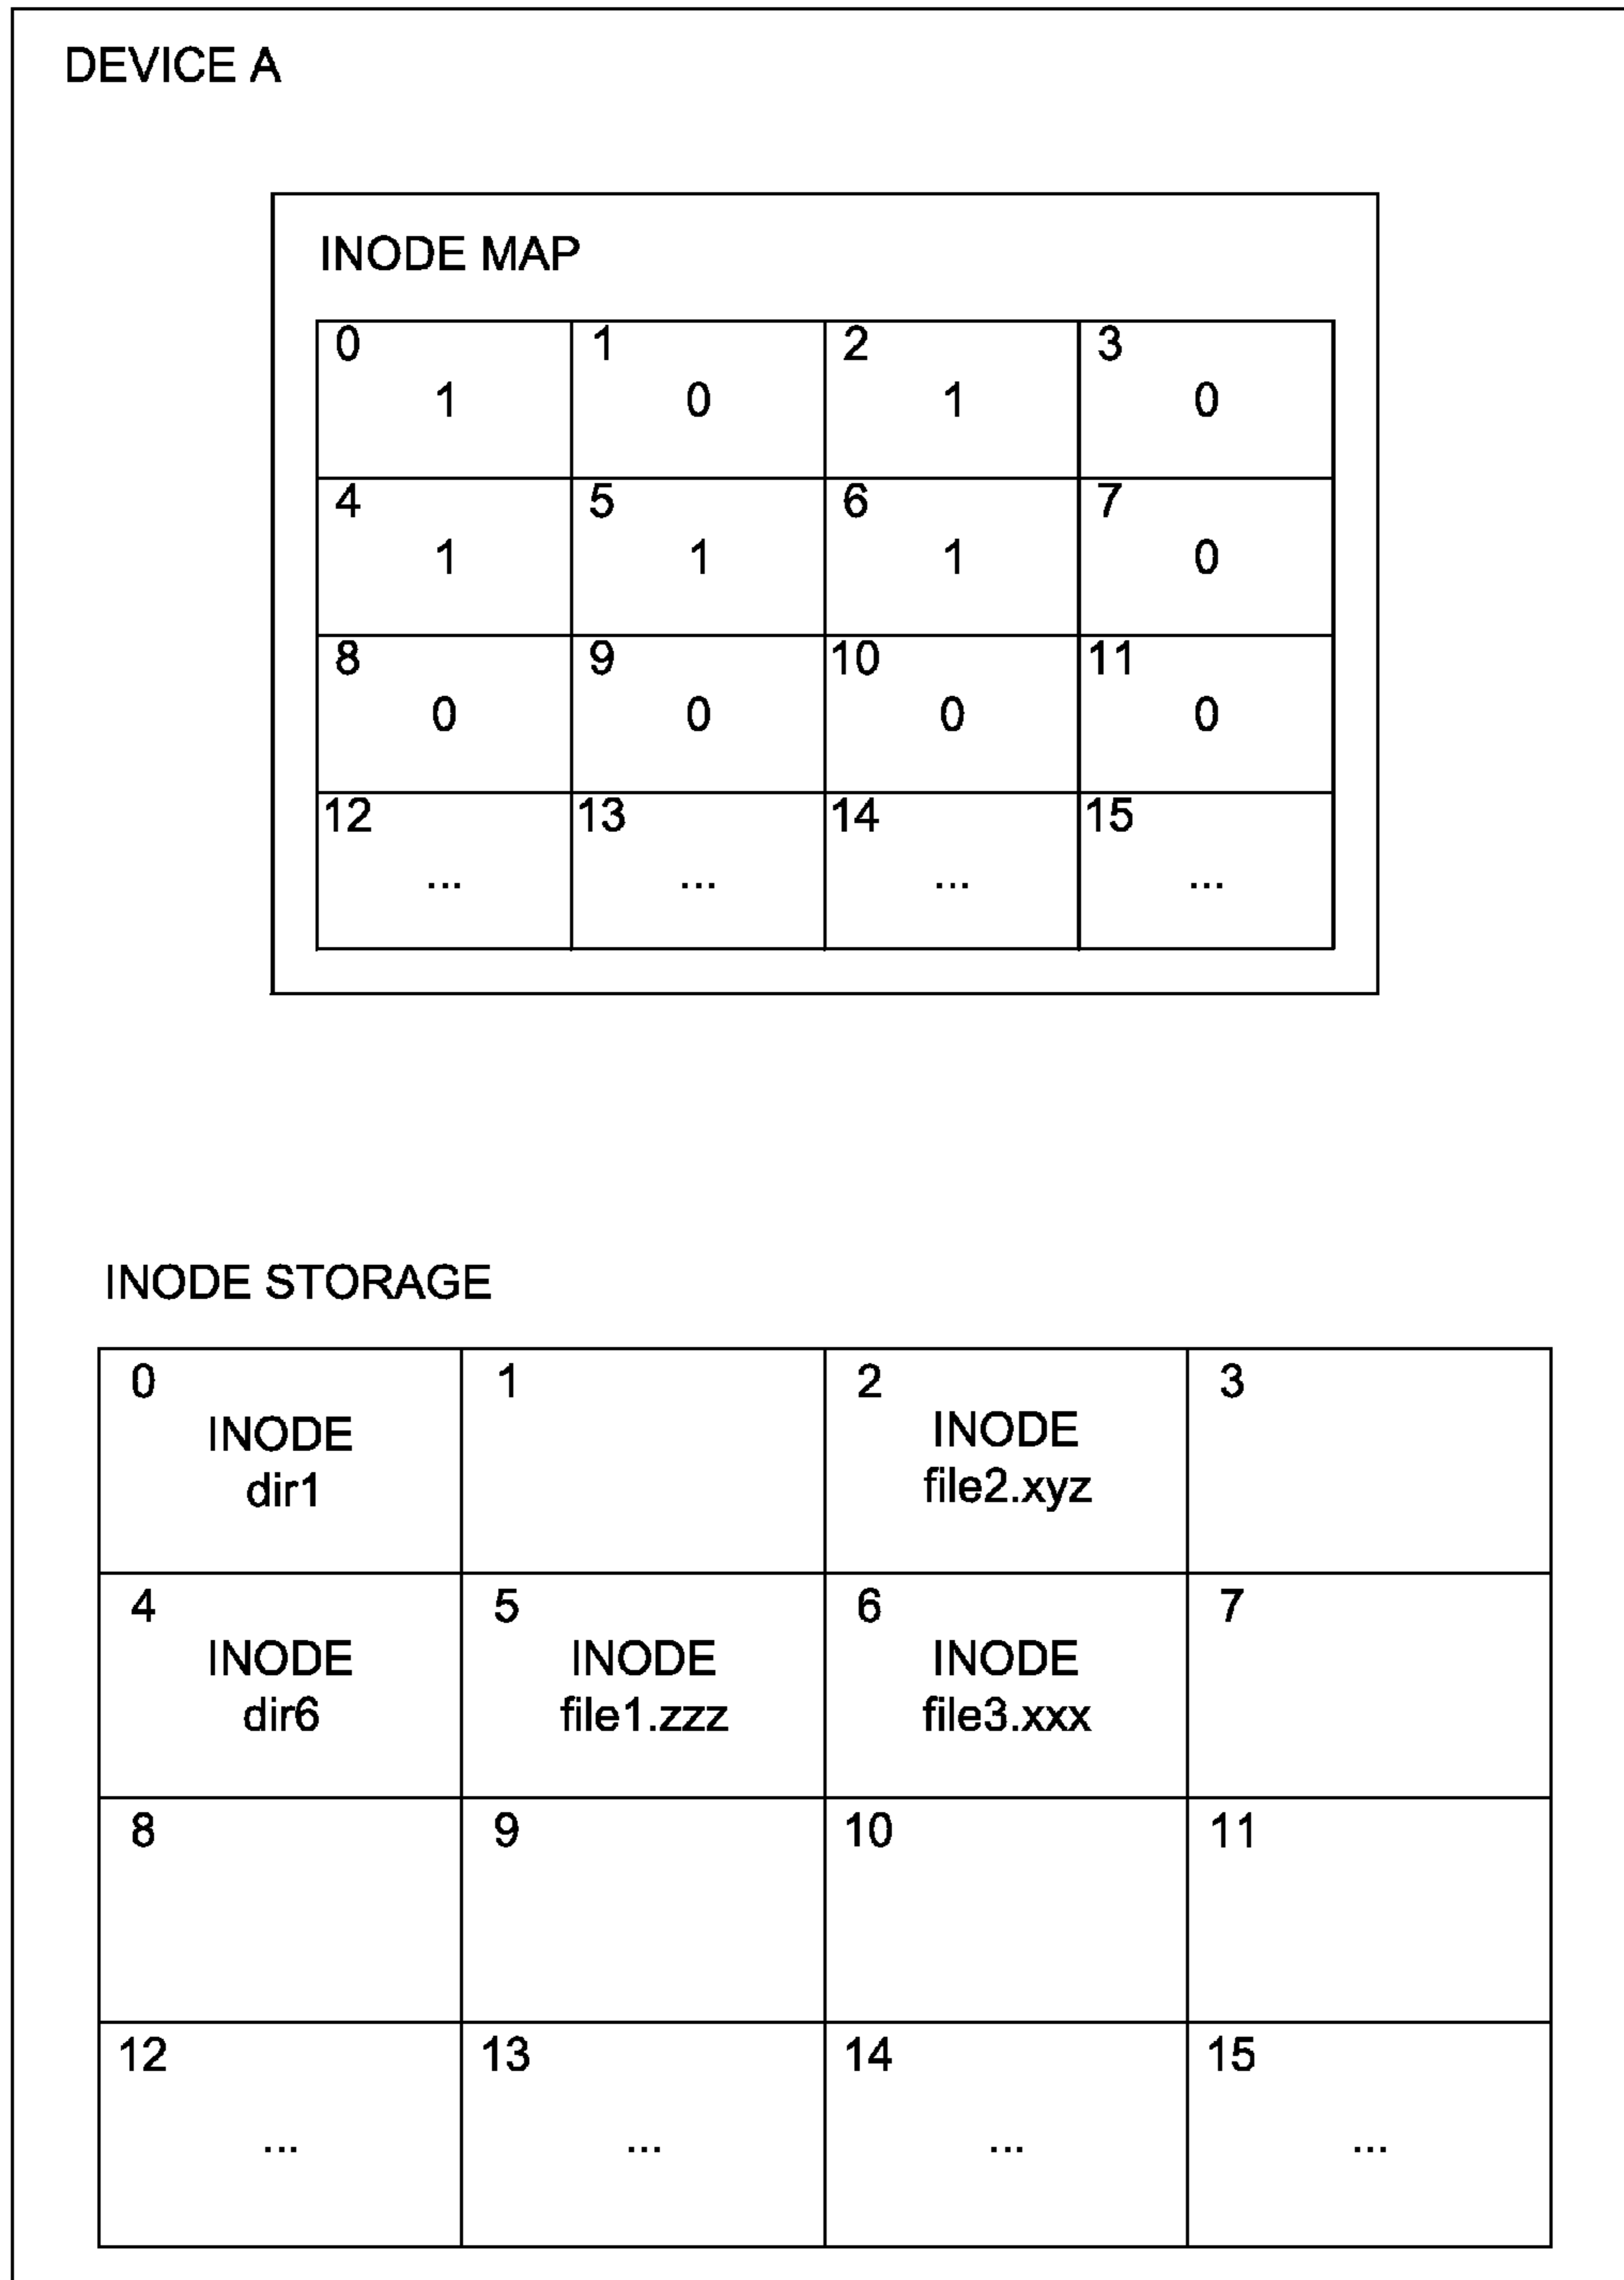 DEVICE A
INODE MAP
0 1 2 3
1 0 1 0
4 5 6 7
1 1 1 0
8 9 10 11
0 0 0 0
12 13 14 15
... ... ... ...
INODE STORAGE
0 1 2 3
INODE INODE
dir1 file2.xyz
4 5 6 7
INODE INODE INODE
dir6 file1.zzz file3.xxx
8 9 10 11
12 13 14 15
... ... ... ...